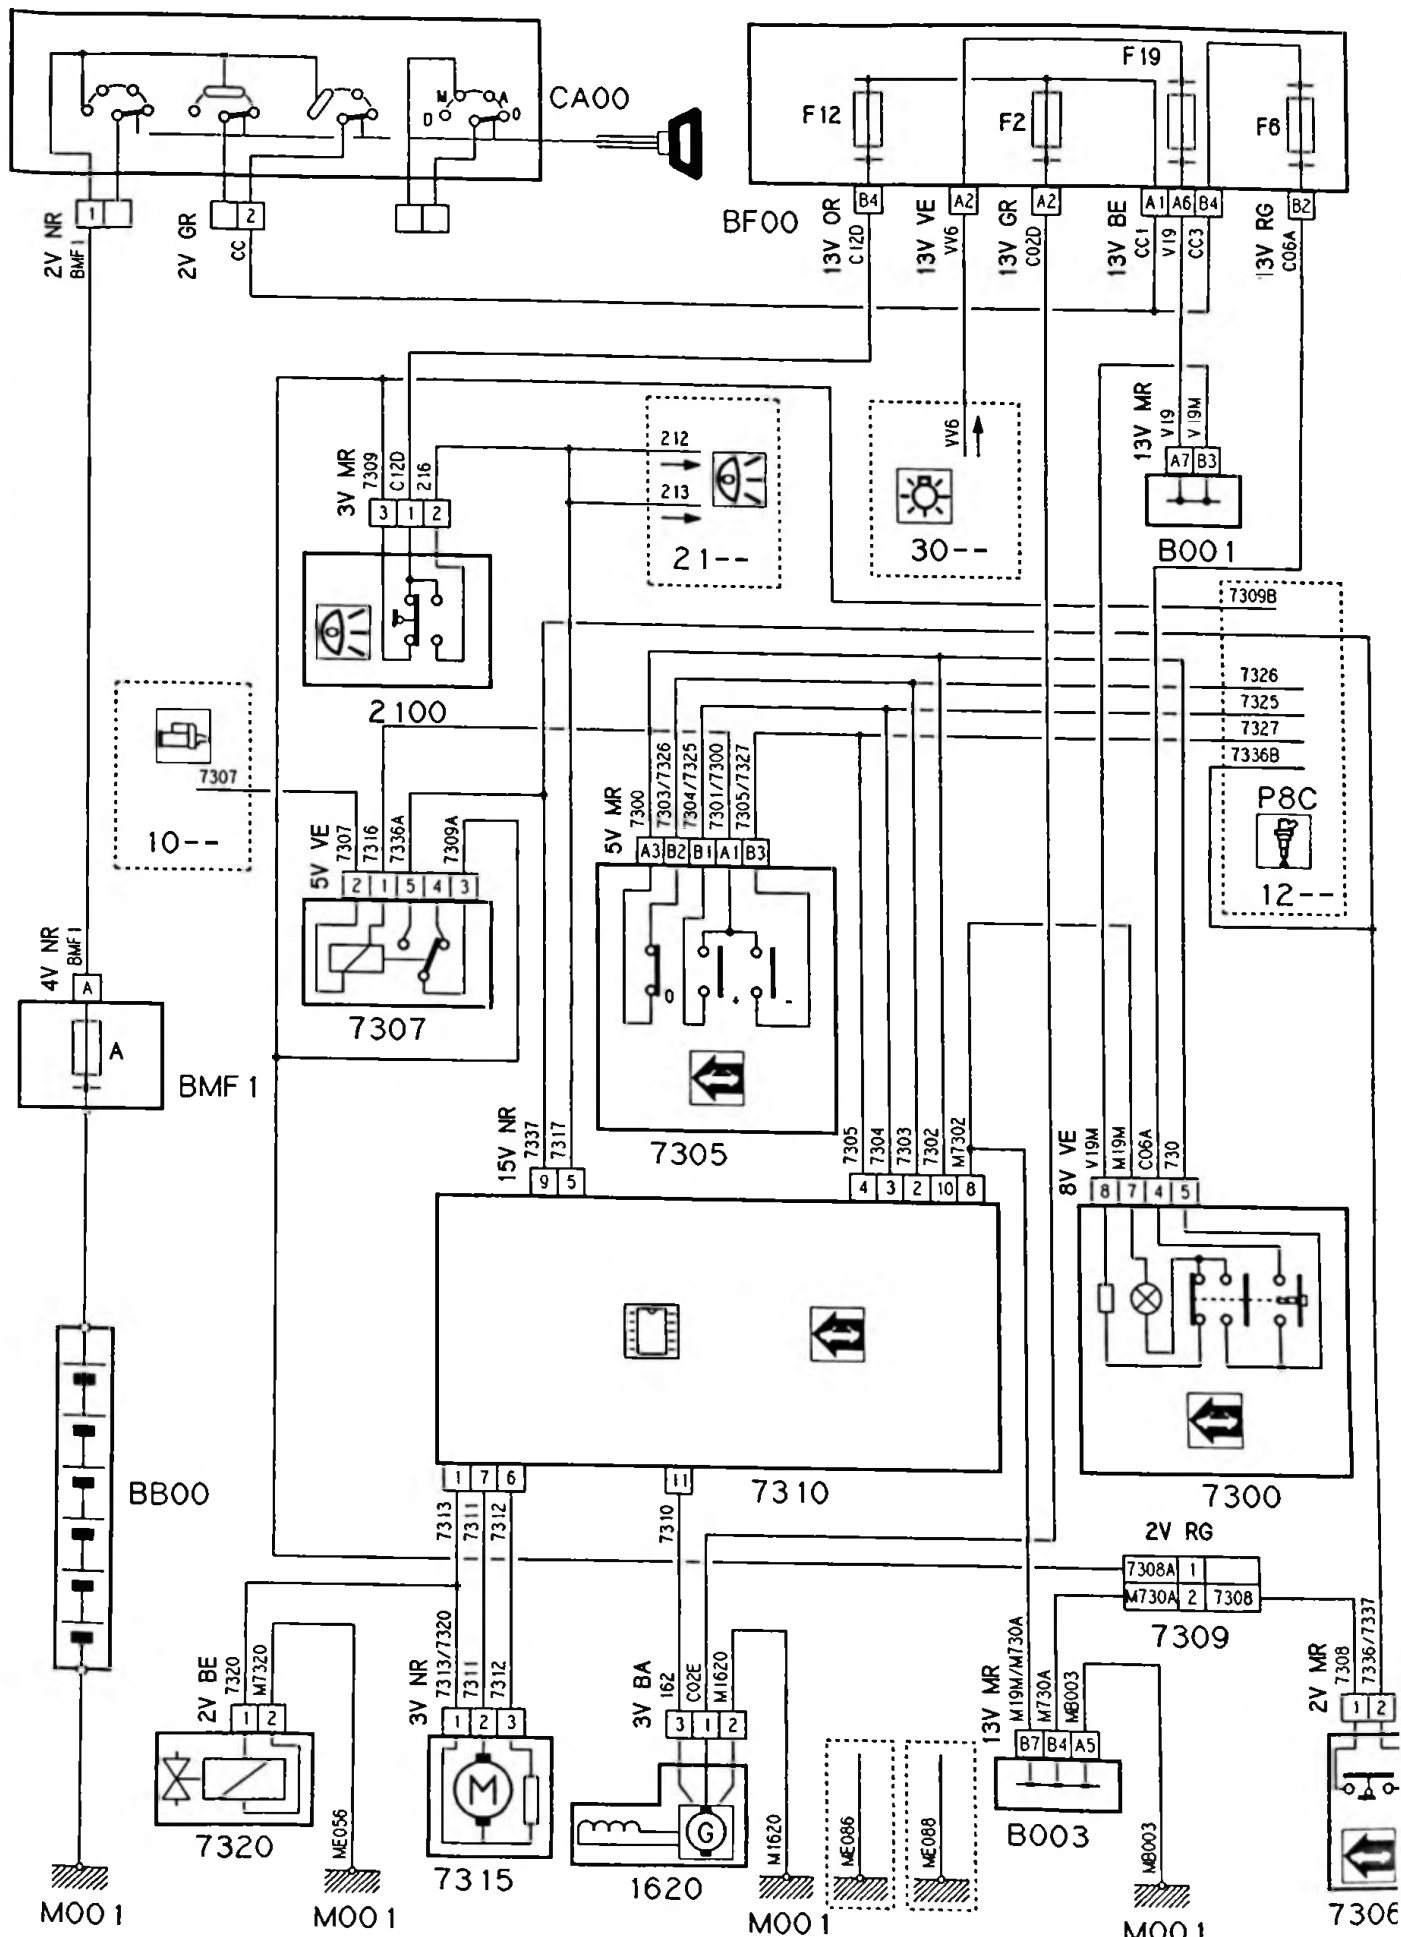 CA00
M A
D O
1
2
2V NR
BMF1
2V GR
CC
F12
F2
F19
F6
BF00
B4
A2
A2
A1 A6 B4
B2
13V OR
C12D
13V VE
VV6
13V GR
C02D
13V BE
CC1
V19
CC3
13V RG
C06A
3V MR
7309
C12D
216
3 1 2
212
213
21--
VV6
30--
13V MR
V19
V19M
A7 B3
B001
2100
7309B
7326
7325
7327
7336B
P8C
12--
7307
10--
5V VE
7307
7316
7336A
7309A
2 1 5 4 3
7307
5V MR
7300
7303/7326
7304/7325
7301/7300
7305/7327
A3 B2 B1 A1 B3
0 + -
7305
4V NR
BMF1
A
A
BMF1
15V NR
7337
7317
9 5
7305
7304
7303
7302
M7302
4 3 2 10 8
8V VE
V19M
M19M
C06A
730
8 7 4 5
7310
7300
BB00
1 7 6
11
7313
7311
7312
7310
2V RG
7308A 1
M730A 2 7308
7309
2V BE
7320
M7320
1 2
7320
ME056
3V NR
7313/7320
7311
7312
1 2 3
M
7315
3V BA
162
C02E
M1620
3 1 2
G
1620
M1620
ME086
ME088
13V MR
M19M/M730A
M730A
MB003
B7 B4 A5
B003
MB003
2V MR
7308
7336/7337
1 2
7306
M001
M001
M001
M001